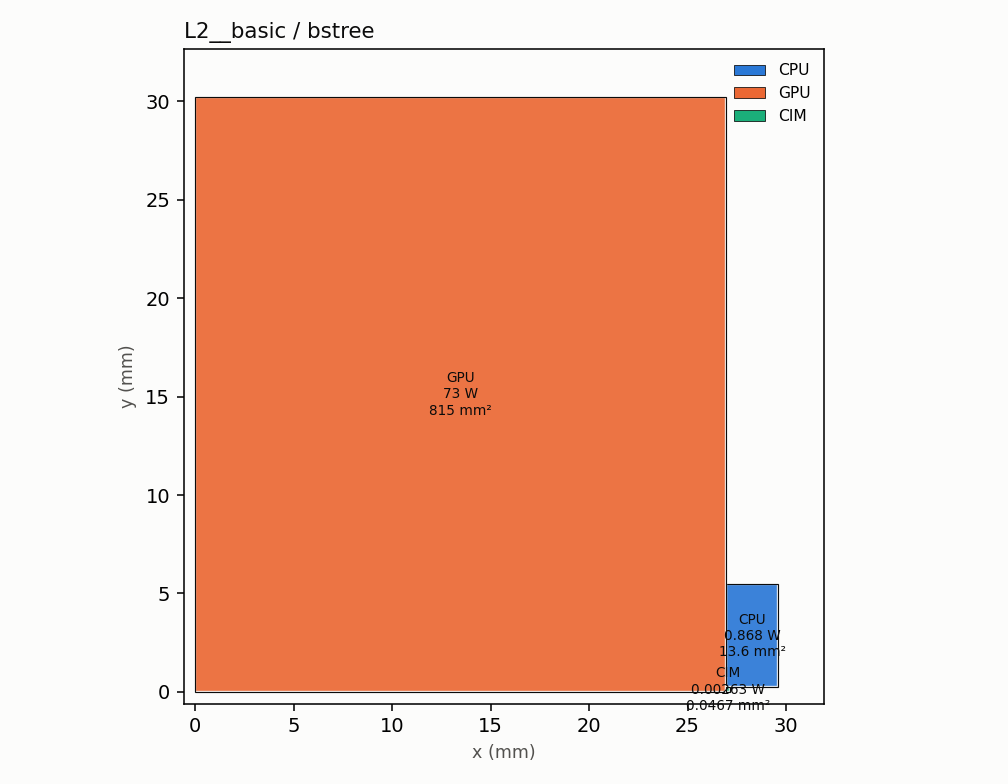 L2__basic / bstree
CPU
GPU
CIM
30
25
20
15
10
5
0
y (mm)
GPU
73 W
815 mm²
CPU
0.868 W
13.6 mm²
CIM
0.00263 W
0.0467 mm²
0
5
10
15
20
25
30
x (mm)